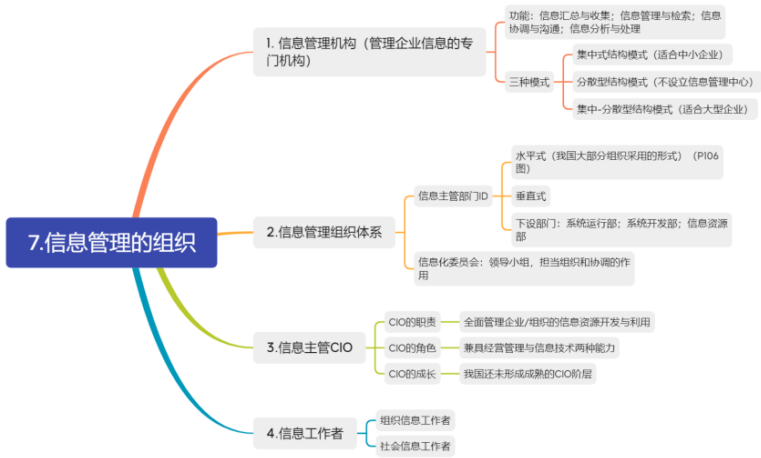 7.信息管理的组织
1. 信息管理机构（管理企业信息的专
门机构）
功能：信息汇总与收集；信息管理与检索；信息
协调与沟通；信息分析与处理
三种模式
集中式结构模式（适合中小企业）
分散型结构模式（不设立信息管理中心）
集中-分散型结构模式（适合大型企业）
2.信息管理组织体系
信息主管部门ID
水平式（我国大部分组织采用的形式）（P106
图）
垂直式
下设部门：系统运行部；系统开发部；信息资源
部
信息化委员会：领导小组，担当组织和协调的作
用
3.信息主管CIO
CIO的职责
全面管理企业/组织的信息资源开发与利用
CIO的角色
兼具经营管理与信息技术两种能力
CIO的成长
我国还未形成成熟的CIO阶层
4.信息工作者
组织信息工作者
社会信息工作者